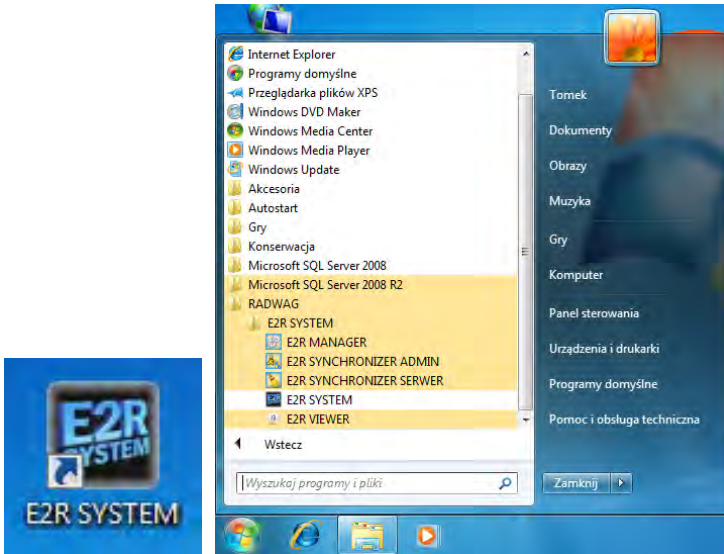 E2R
SYSTEM
E2R SYSTEM
Internet Explorer
Programy domyślne
Przeglądarka plików XPS
Windows DVD Maker
Windows Media Center
Windows Media Player
Windows Update
Akcesoria
Autostart
Gry
Konserwacja
Microsoft SQL Server 2008
Microsoft SQL Server 2008 R2
RADWAG
E2R SYSTEM
E2R MANAGER
E2R SYNCHRONIZER ADMIN
E2R SYNCHRONIZER SERWER
E2R SYSTEM
E2R VIEWER
Wstecz
Wyszukaj programy i pliki
Tomek
Dokumenty
Obrazy
Muzyka
Gry
Komputer
Panel sterowania
Urządzenia i drukarki
Programy domyślne
Pomoc i obsługa techniczna
Zamknij